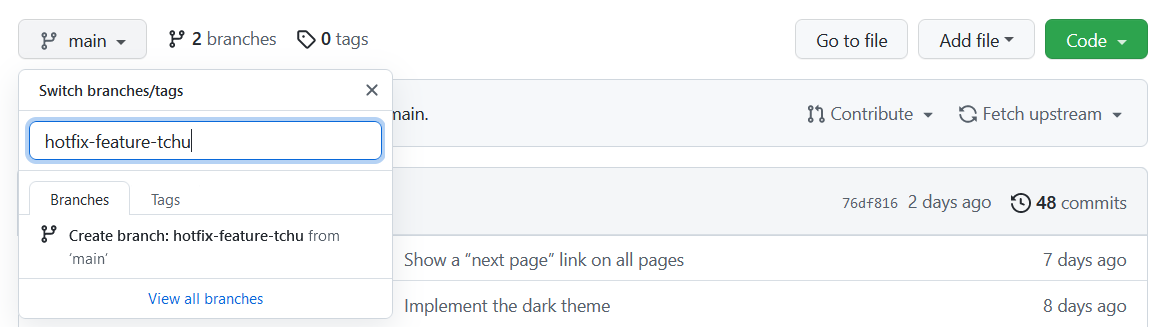 main 2 branches 0 tags Go to file Add file Code
Switch branches/tags
main. Contribute Fetch upstream
hotfix-feature-tchu
Branches Tags
76df816 2 days ago 48 commits
Create branch: hotfix-feature-tchu from
‘main’
Show a “next page” link on all pages 7 days ago
View all branches
Implement the dark theme 8 days ago